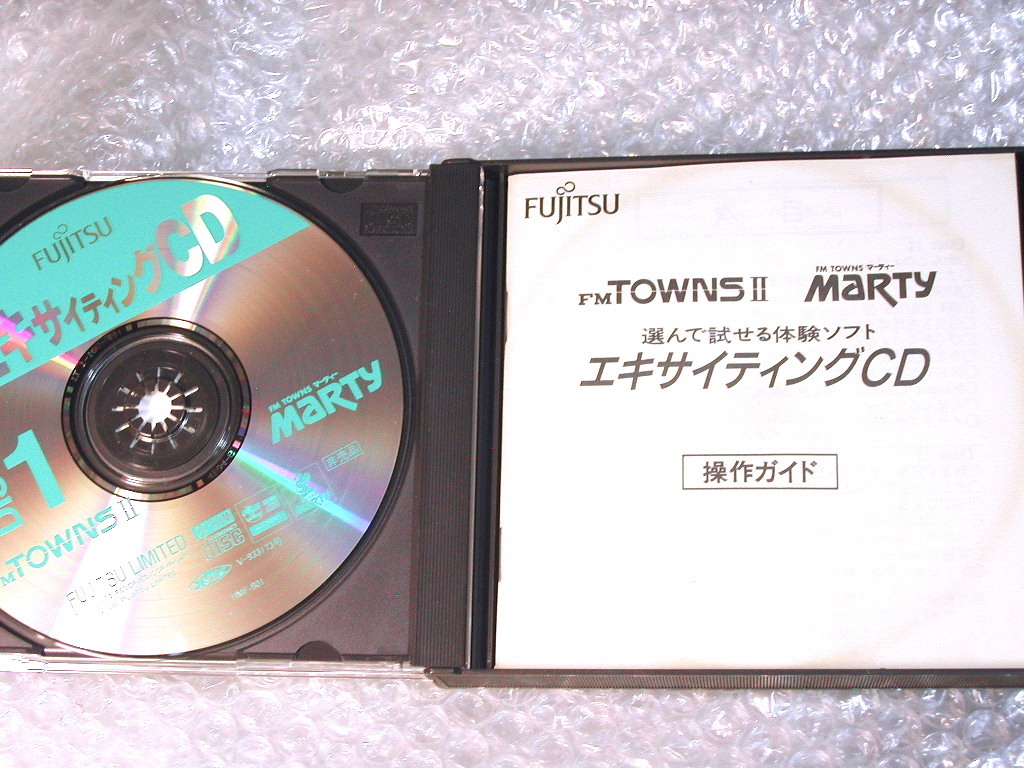 FUJITSU
エキサイティングCD
FM TOWNS マーティー
MARTY
1
非売品
FM TOWNS II
FUJITSU LIMITED
FUJITSU
FM TOWNS II
FM TOWNS マーティー
MARTY
選んで試せる体験ソフト
エキサイティングCD
操作ガイド